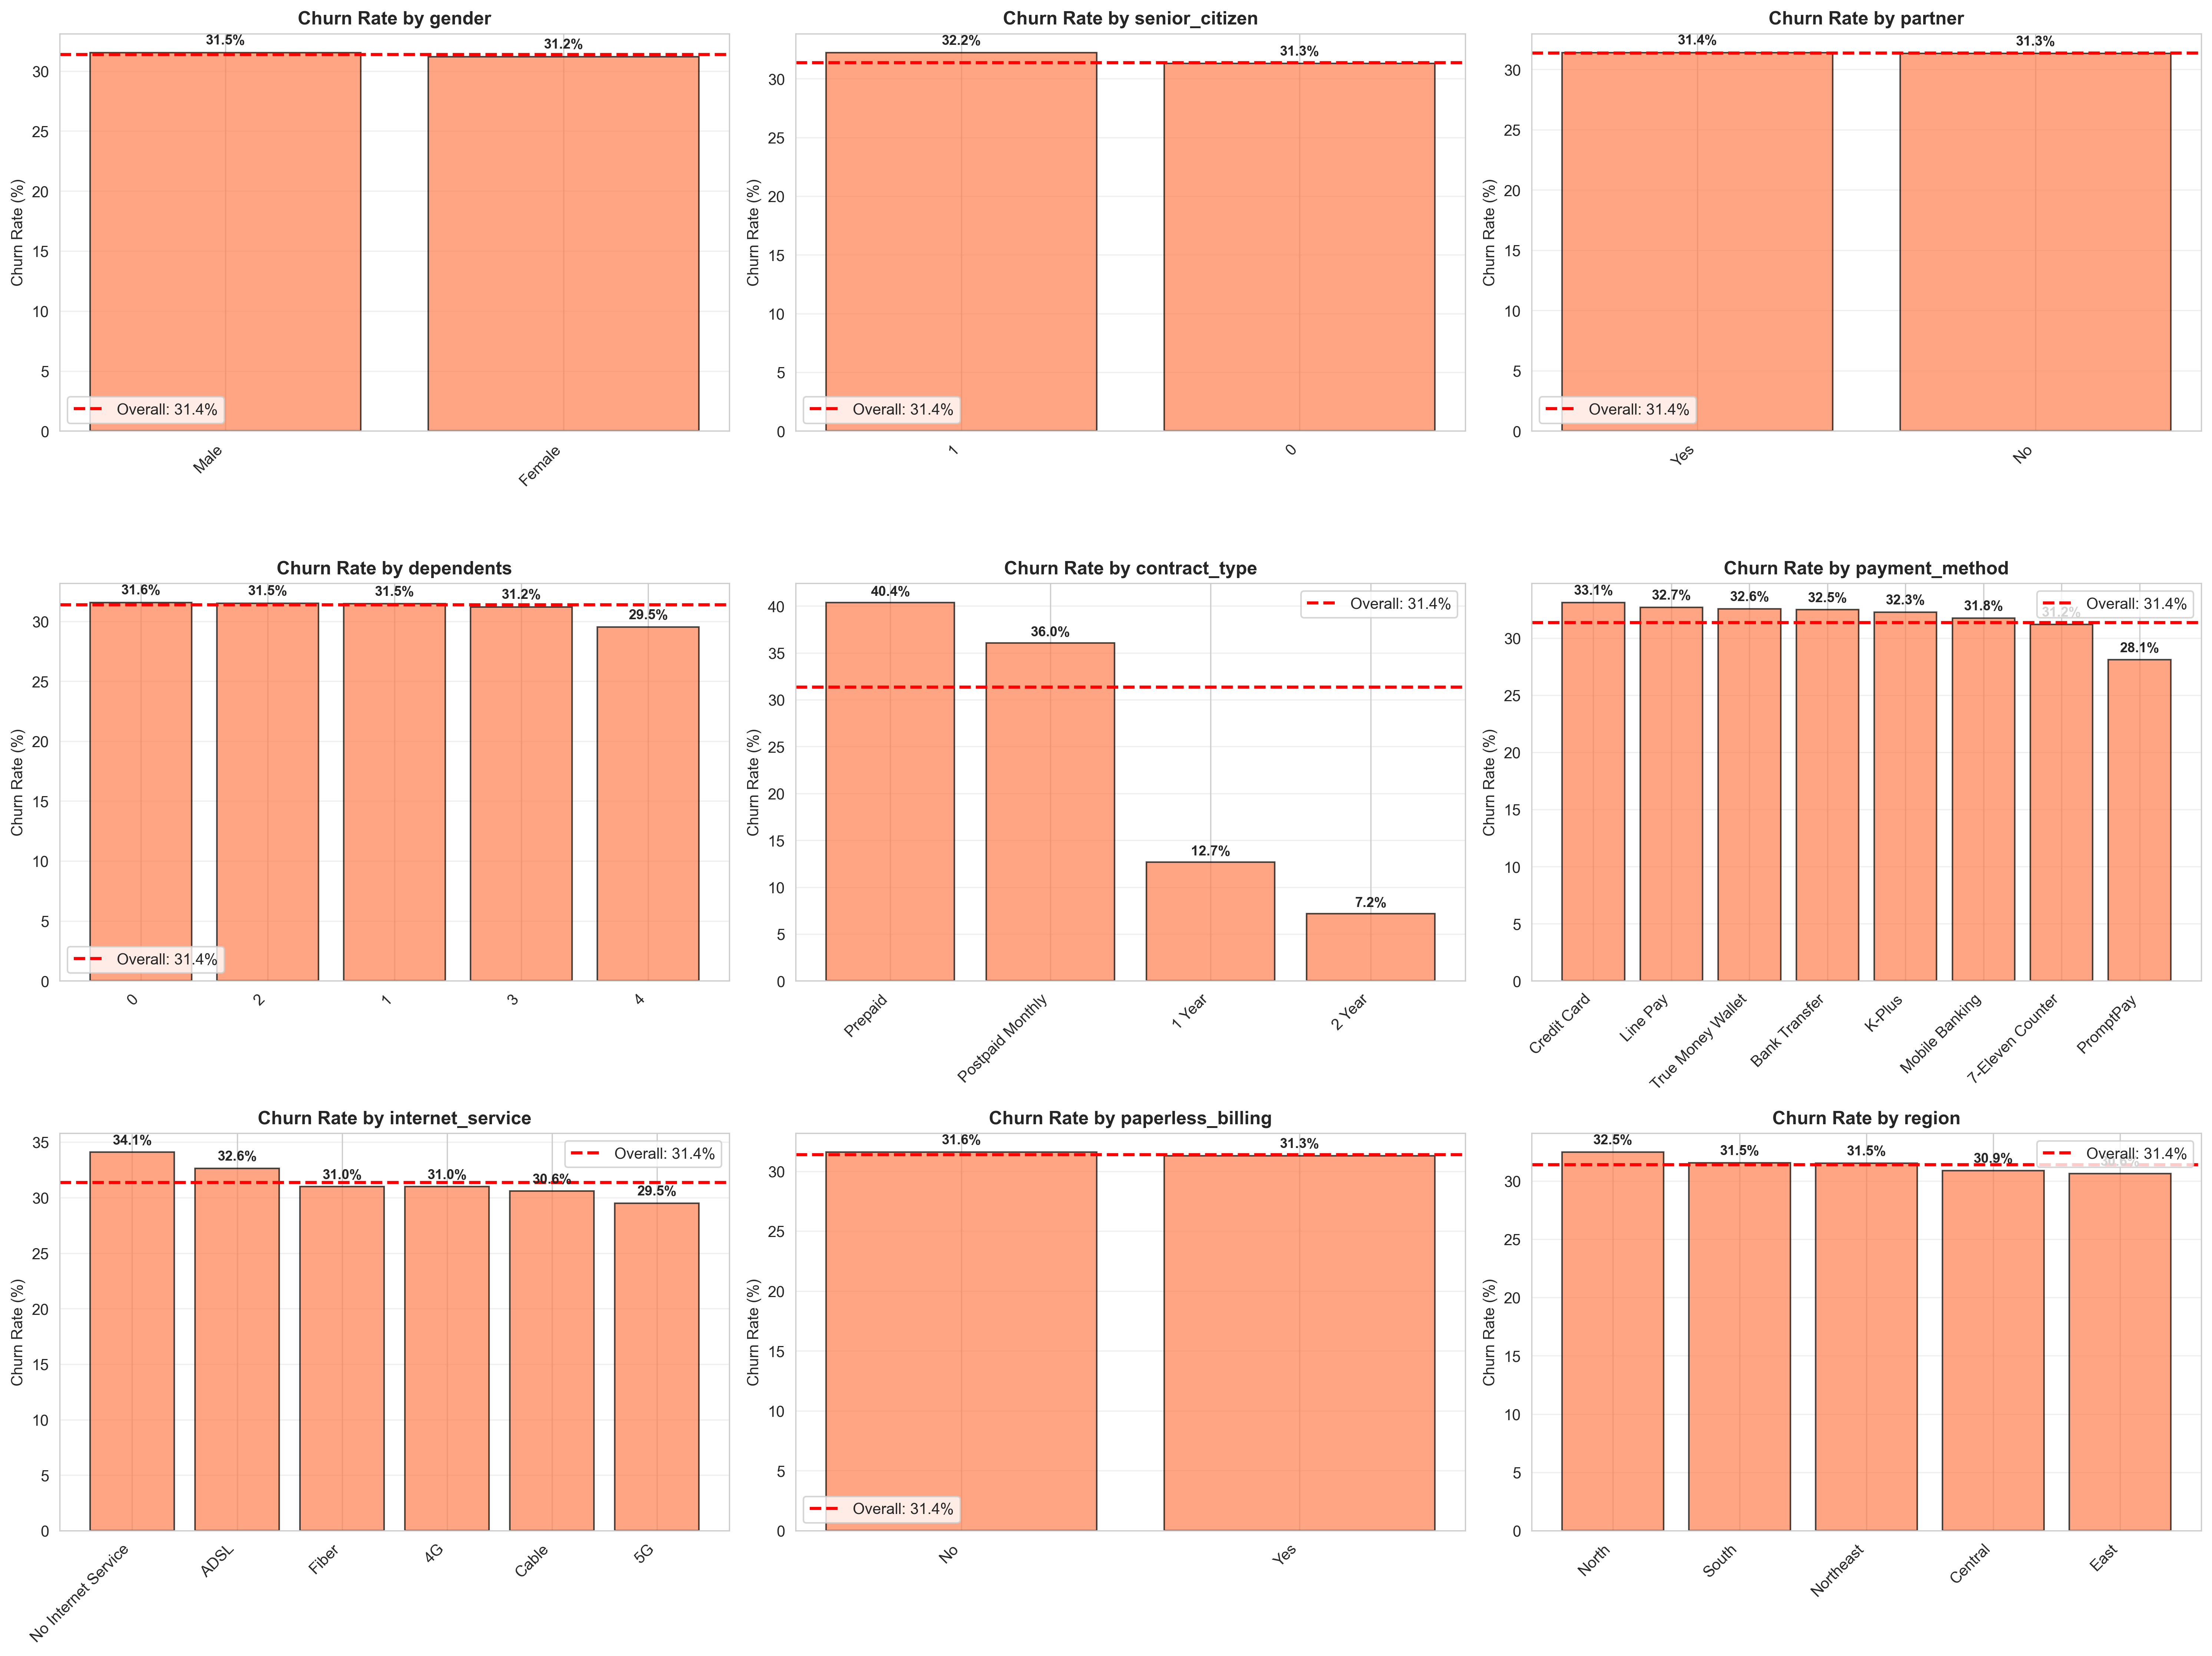 Churn Rate by gender
Churn Rate (%)
30
25
20
15
10
5
0
31.5%
31.2%
Overall: 31.4%
Male
Female
Churn Rate by senior_citizen
Churn Rate (%)
30
25
20
15
10
5
0
32.2%
31.3%
Overall: 31.4%
1
0
Churn Rate by partner
Churn Rate (%)
30
25
20
15
10
5
0
31.4%
31.3%
Overall: 31.4%
Yes
No
Churn Rate by dependents
Churn Rate (%)
30
25
20
15
10
5
0
31.6%
31.5%
31.5%
31.2%
29.5%
Overall: 31.4%
0
2
1
3
4
Churn Rate by contract_type
Churn Rate (%)
40
35
30
25
20
15
10
5
0
40.4%
36.0%
12.7%
7.2%
Overall: 31.4%
Prepaid
Postpaid Monthly
1 Year
2 Year
Churn Rate by payment_method
Churn Rate (%)
30
25
20
15
10
5
0
33.1%
32.7%
32.6%
32.5%
32.3%
31.8%
31.2%
28.1%
Overall: 31.4%
Credit Card
Line Pay
True Money Wallet
Bank Transfer
K-Plus
Mobile Banking
7-Eleven Counter
PromptPay
Churn Rate by internet_service
Churn Rate (%)
35
30
25
20
15
10
5
0
34.1%
32.6%
31.0%
31.0%
30.6%
29.5%
Overall: 31.4%
No Internet Service
ADSL
Fiber
4G
Cable
5G
Churn Rate by paperless_billing
Churn Rate (%)
30
25
20
15
10
5
0
31.6%
31.3%
Overall: 31.4%
No
Yes
Churn Rate by region
Churn Rate (%)
30
25
20
15
10
5
0
32.5%
31.5%
31.5%
30.9%
Overall: 31.4%
North
South
Northeast
Central
East